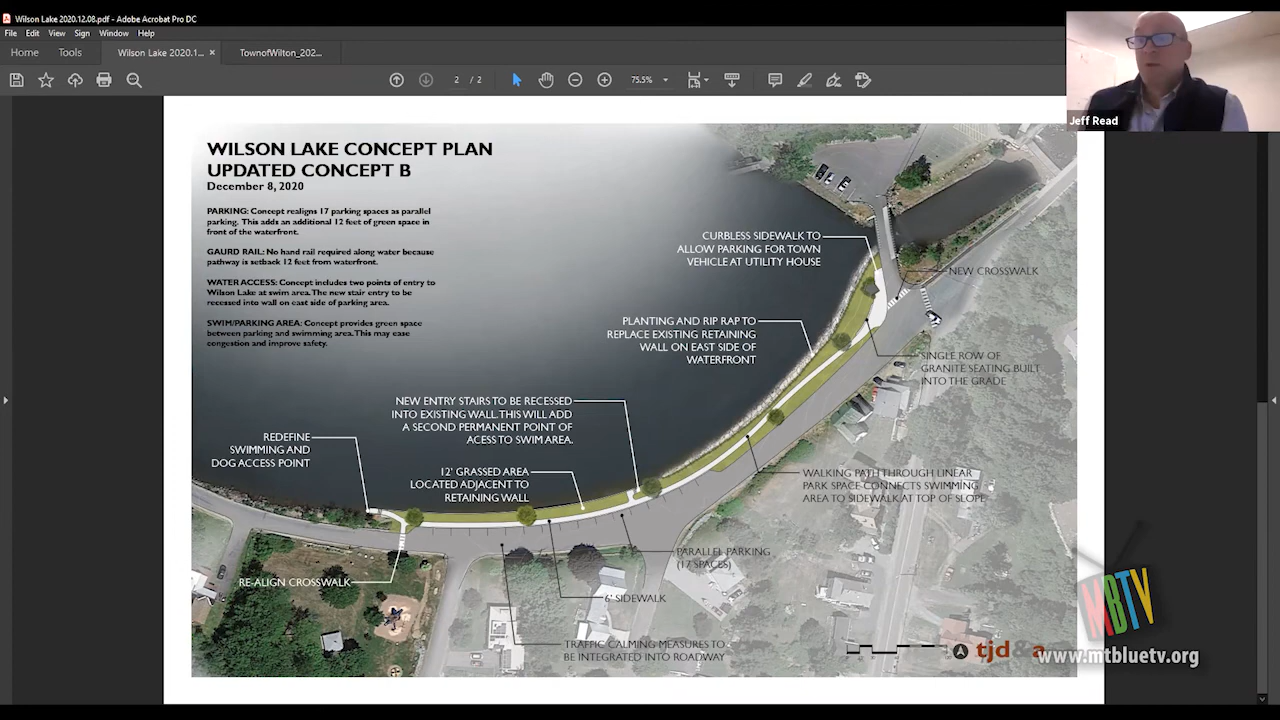 Wilson Lake 2020.12.08.pdf - Adobe Acrobat Pro DC
File Edit View Sign Window Help
Home Tools Wilson Lake 2020.1... × TownofWilton_202...
2 / 2 75.5%
Jeff Read
WILSON LAKE CONCEPT PLAN
UPDATED CONCEPT B
December 8, 2020
PARKING: Concept realigns 17 parking spaces as parallel
parking. This adds an additional 12 feet of green space in
front of the waterfront.
GAURD RAIL: No hand rail required along water because
pathway is setback 12 feet from waterfront.
WATER ACCESS: Concept includes two points of entry to
Wilson Lake at swim area. The new stair entry to be
recessed into wall on east side of parking area.
SWIM/PARKING AREA: Concept provides green space
between parking and swimming area. This may ease
congestion and improve safety.
CURBLESS SIDEWALK TO
ALLOW PARKING FOR TOWN
VEHICLE AT UTILITY HOUSE
NEW CROSSWALK
PLANTING AND RIP RAP TO
REPLACE EXISTING RETAINING
WALL ON EAST SIDE OF
WATERFRONT
SINGLE ROW OF
GRANITE SEATING BUILT
INTO THE GRADE
NEW ENTRY STAIRS TO BE RECESSED
INTO EXISTING WALL. THIS WILL ADD
A SECOND PERMANENT POINT OF
ACESS TO SWIM AREA.
REDEFINE
SWIMMING AND
DOG ACCESS POINT
12' GRASSED AREA
LOCATED ADJACENT TO
RETAINING WALL
WALKING PATH THROUGH LINEAR
PARK SPACE CONNECTS SWIMMING
AREA TO SIDEWALK AT TOP OF SLOPE
PARALLEL PARKING
(17 SPACES)
RE-ALIGN CROSSWALK
6' SIDEWALK
TRAFFIC CALMING MEASURES TO
BE INTEGRATED INTO ROADWAY
tjd&a
MBTV
www.mtbluetv.org